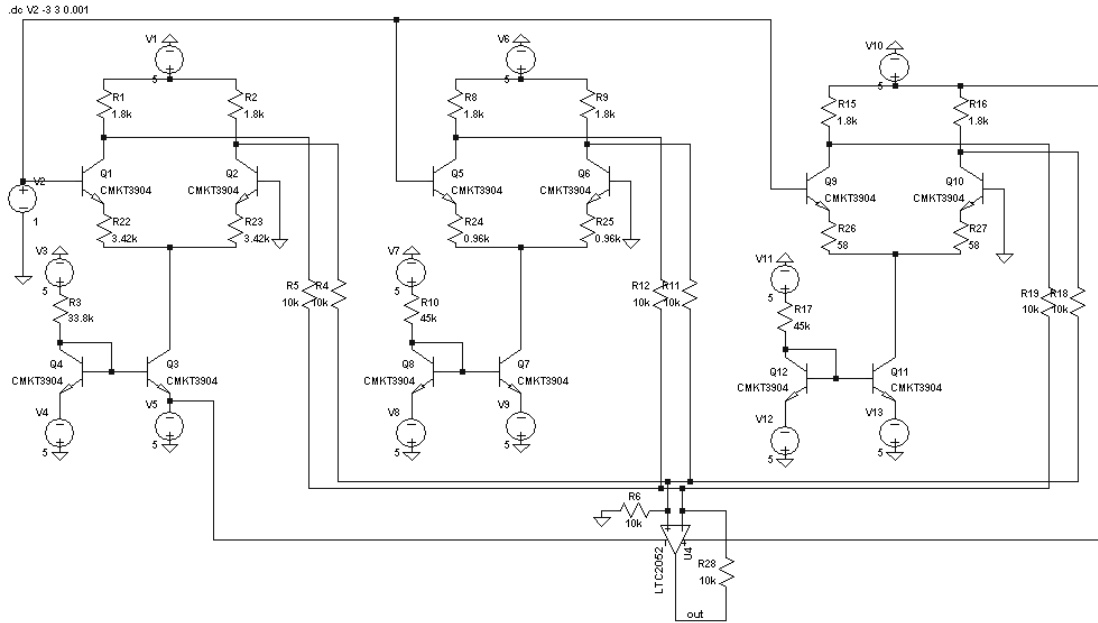 .dc V2 -3 3 0.001
V1
5
V6
5
V10
5
R1
1.8k
R2
1.8k
R8
1.8k
R9
1.8k
R15
1.8k
R16
1.8k
Q1
CMKT3904
Q2
CMKT3904
Q5
CMKT3904
Q6
CMKT3904
Q9
CMKT3904
Q10
CMKT3904
V2
1
R22
3.42k
R23
3.42k
R24
0.96k
R25
0.96k
R26
58
R27
58
V3
5
V7
5
V11
5
R3
33.8k
R10
45k
R17
45k
R5
10k
R4
10k
R12
10k
R11
10k
R19
10k
R18
10k
Q4
CMKT3904
Q3
CMKT3904
Q8
CMKT3904
Q7
CMKT3904
Q12
CMKT3904
Q11
CMKT3904
V4
5
V5
5
V8
5
V9
5
V12
5
V13
5
R6
10k
LTC2052
U4
R28
10k
out